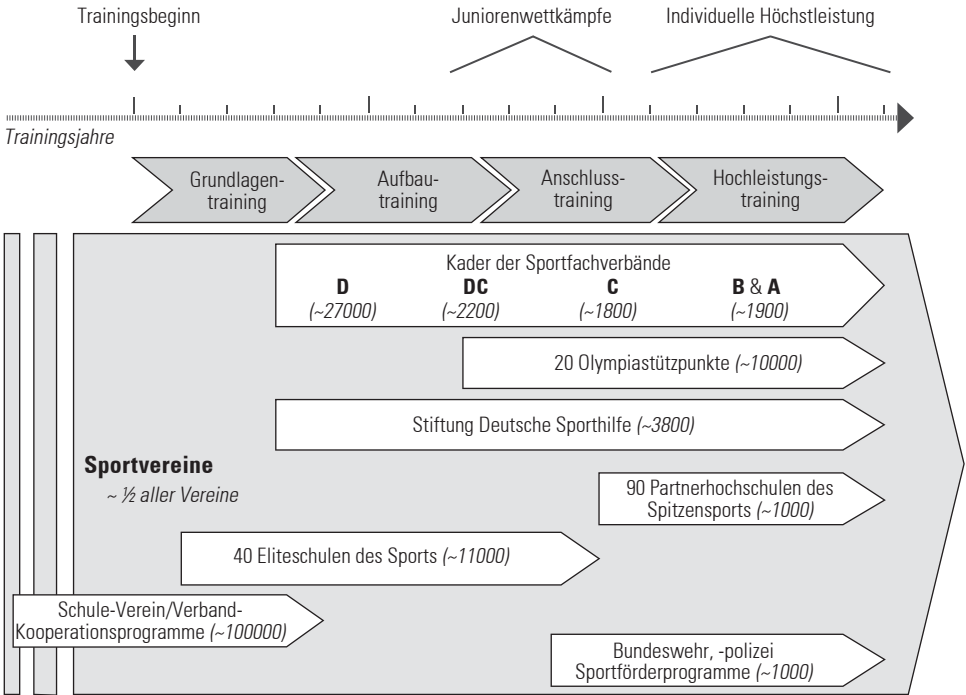 Trainingsbeginn
Juniorenwettkämpfe
Individuelle Höchstleistung
Trainingsjahre
Grundlagen-
training
Aufbau-
training
Anschluss-
training
Hochleistungs-
training
Kader der Sportfachverbände
D DC C B & A
(~27000) (~2200) (~1800) (~1900)
20 Olympiastützpunkte (~10000)
Stiftung Deutsche Sporthilfe (~3800)
Sportvereine
~ ½ aller Vereine
90 Partnerhochschulen des
Spitzensports (~1000)
40 Eliteschulen des Sports (~11000)
Schule-Verein/Verband-
Kooperationsprogramme (~100000)
Bundeswehr, -polizei
Sportförderprogramme (~1000)